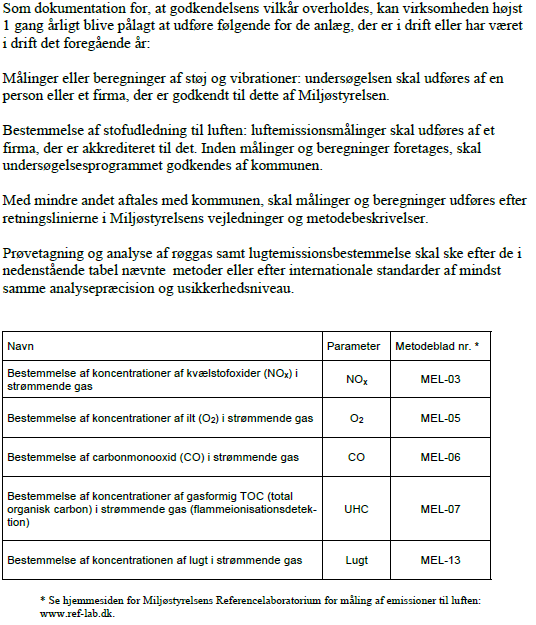 Som dokumentation for, at godkendelsens vilkår overholdes, kan virksomheden højst
1 gang årligt blive pålagt at udføre følgende for de anlæg, der er i drift eller har været
i drift det foregående år:
Målinger eller beregninger af støj og vibrationer: undersøgelsen skal udføres af en
person eller et firma, der er godkendt til dette af Miljøstyrelsen.
Bestemmelse af stofudledning til luften: luftemissionsmålinger skal udføres af et
firma, der er akkrediteret til det. Inden målinger og beregninger foretages, skal
undersøgelsesprogrammet godkendes af kommunen.
Med mindre andet aftales med kommunen, skal målinger og beregninger udføres efter
retningslinierne i Miljøstyrelsens vejledninger og metodebeskrivelser.
Prøvetagning og analyse af røggas samt lugtemissionsbestemmelse skal ske efter de i
nedenstående tabel nævnte metoder eller efter internationale standarder af mindst
samme analysepræcision og usikkerhedsniveau.
Navn Parameter Metodeblad nr. *
Bestemmelse af koncentrationer af kvælstofoxider (NOx) i
strømmende gas
NOx MEL-03
Bestemmelse af koncentrationer af ilt (O2) i strømmende gas O2 MEL-05
Bestemmelse af carbonmonooxid (CO) i strømmende gas CO MEL-06
Bestemmelse af koncentrationer af gasformig TOC (total
organisk carbon) i strømmende gas (flammeionisationsdetek-
tion)
UHC MEL-07
Bestemmelse af koncentrationen af lugt i strømmende gas Lugt MEL-13
* Se hjemmesiden for Miljøstyrelsens Referencelaboratorium for måling af emissioner til luften:
www.ref-lab.dk.